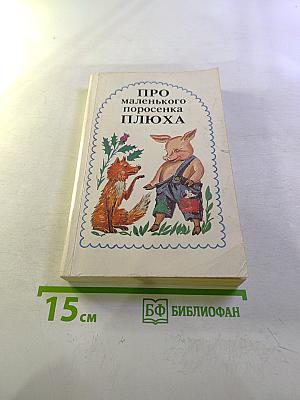 ПРО
маленького
поросенка
ПЛЮХА
15 см
БФ БИБЛИОФАН